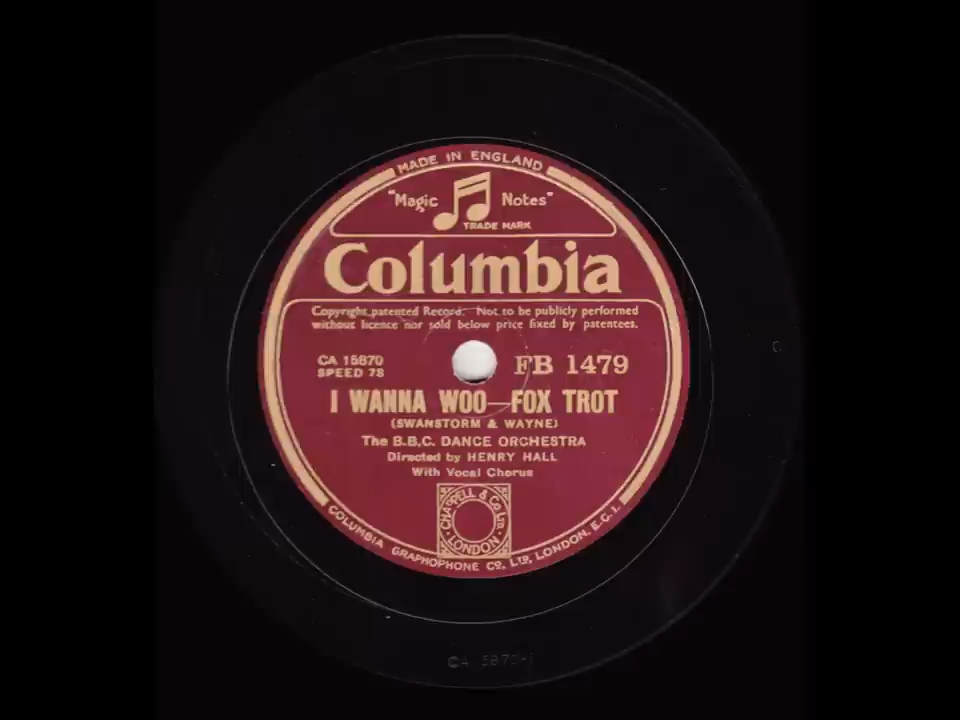 MADE IN ENGLAND
"Magic Notes"
TRADE MARK
Columbia
Copyright patented Record. Not to be publicly performed
without licence nor sold below price fixed by patentees.
CA 15870
SPEED 78
FB 1479
I WANNA WOO—FOX TROT
(SWANSTORM & WAYNE)
The B.B.C. DANCE ORCHESTRA
Directed by HENRY HALL
With Vocal Chorus
CHAPPELL & Co LTD.
LONDON
COLUMBIA GRAPHOPHONE CO., LTD. LONDON. E.C.1.